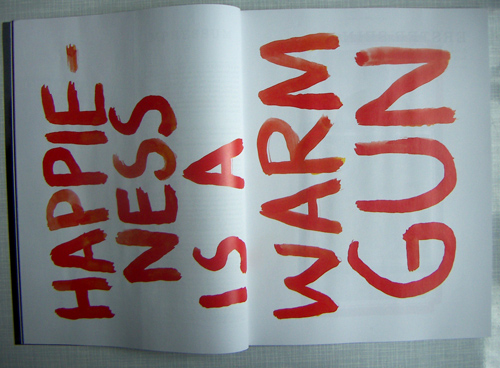 HAPPIE-
NESS
IS A
WARM
GUN